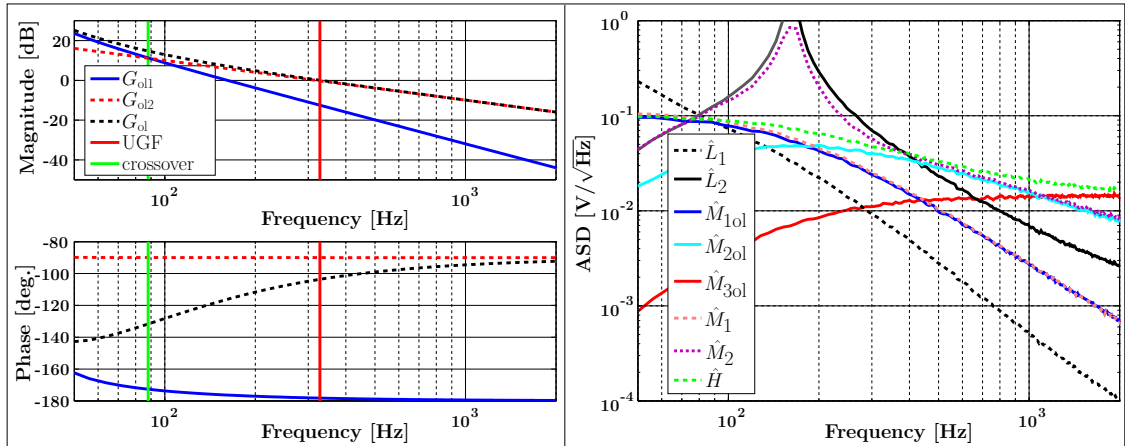 Magnitude [dB]
20
0
-20
-40
G_ol1
G_ol2
G_ol
UGF
crossover
10^2
10^3
Frequency [Hz]
Phase [deg.]
-80
-100
-120
-140
-160
-180
10^2
10^3
Frequency [Hz]
ASD [V/√Hz]
10^0
10^-1
10^-2
10^-3
10^-4
L̂_1
L̂_2
M̂_1ol
M̂_2ol
M̂_3ol
M̂_1
M̂_2
Ĥ
10^2
10^3
Frequency [Hz]